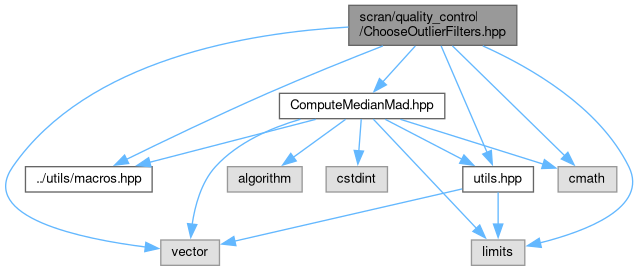 scran/quality_control
/ChooseOutlierFilters.hpp
ComputeMedianMad.hpp
../utils/macros.hpp
algorithm
cstdint
utils.hpp
cmath
vector
limits